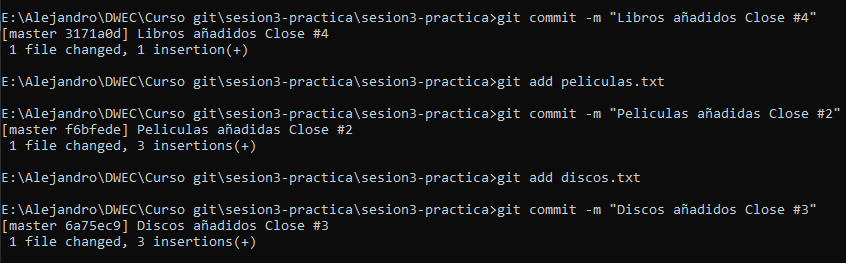 E:\Alejandro\DWEC\Curso git\sesion3-practica\sesion3-practica>git commit -m "Libros añadidos Close #4"
[master 3171a0d] Libros añadidos Close #4
 1 file changed, 1 insertion(+)
E:\Alejandro\DWEC\Curso git\sesion3-practica\sesion3-practica>git add peliculas.txt
E:\Alejandro\DWEC\Curso git\sesion3-practica\sesion3-practica>git commit -m "Peliculas añadidas Close #2"
[master f6bfede] Peliculas añadidas Close #2
 1 file changed, 3 insertions(+)
E:\Alejandro\DWEC\Curso git\sesion3-practica\sesion3-practica>git add discos.txt
E:\Alejandro\DWEC\Curso git\sesion3-practica\sesion3-practica>git commit -m "Discos añadidos Close #3"
[master 6a75ec9] Discos añadidos Close #3
 1 file changed, 3 insertions(+)